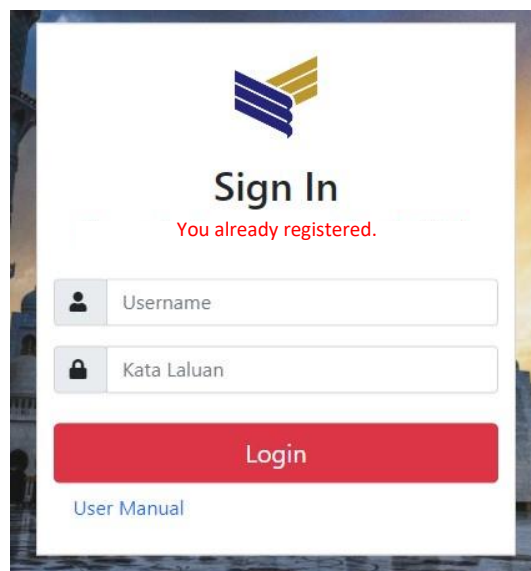 Sign In
You already registered.
Username
Kata Laluan
Login
User Manual